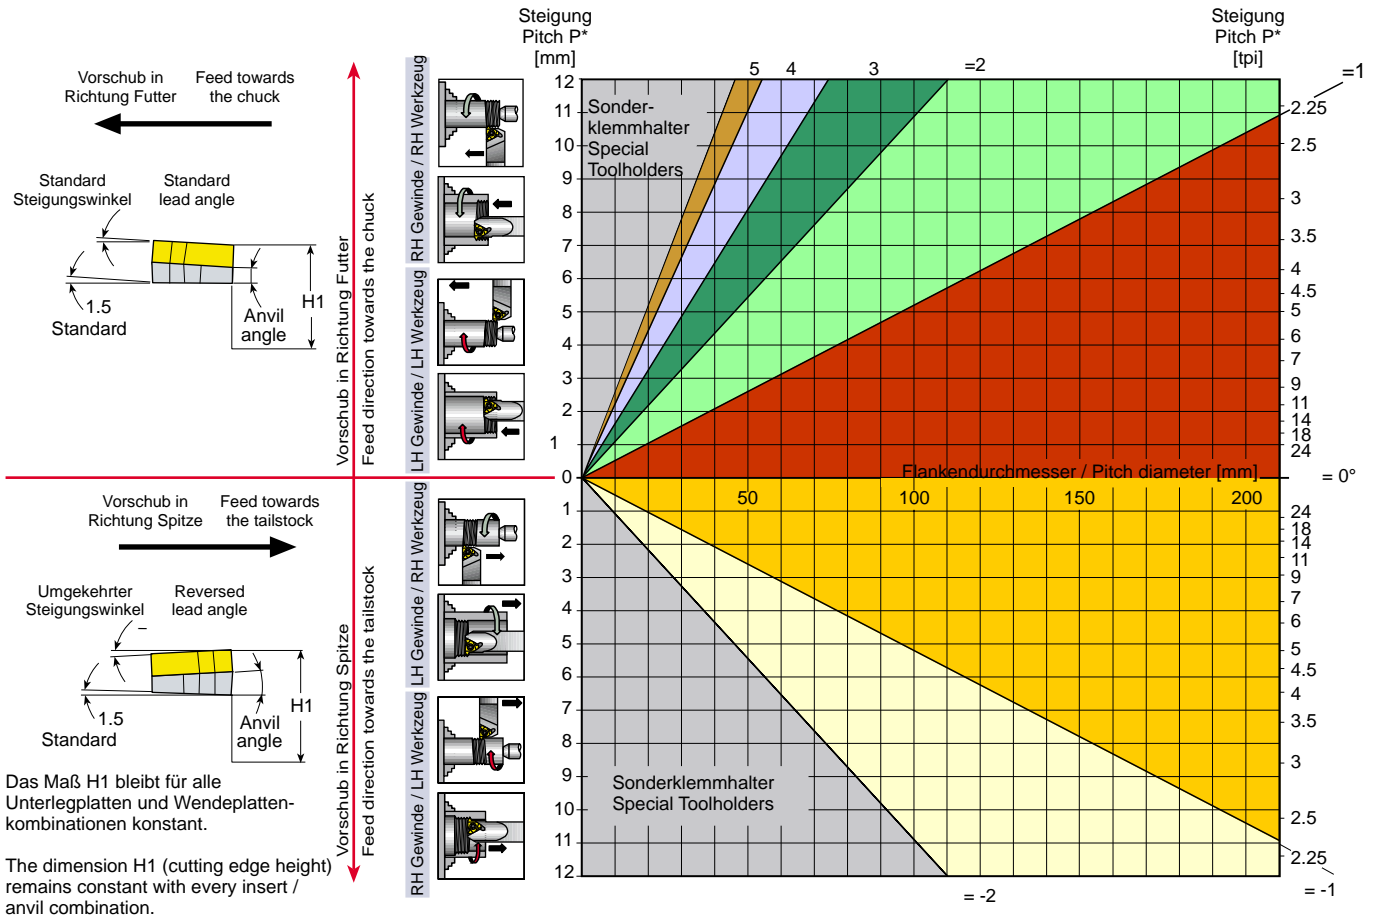 Steigung
Pitch P*
[mm]
Steigung
Pitch P*
[tpi]
5
4
3
=2
=1
Vorschub in
Richtung Futter
Feed towards
the chuck
Standard
Steigungswinkel
Standard
lead angle
1.5
Standard
Anvil
angle
H1
Vorschub in Richtung Futter
Feed direction towards the chuck
RH Gewinde / RH Werkzeug
LH Gewinde / LH Werkzeug
12
11
10
9
8
7
6
5
4
3
2
1
0
Sonder-
klemmhalter
Special
Toolholders
2.25
2.5
3
3.5
4
4.5
5
6
7
9
11
14
18
24
Flankendurchmesser / Pitch diameter [mm]
= 0°
50
100
150
200
Vorschub in
Richtung Spitze
Feed towards
the tailstock
Umgekehrter
Steigungswinkel
Reversed
lead angle
–
1.5
Standard
Anvil
angle
H1
Vorschub in Richtung Spitze
Feed direction towards the tailstock
LH Gewinde / RH Werkzeug
RH Gewinde / LH Werkzeug
1
2
3
4
5
6
7
8
9
10
11
12
24
18
14
11
9
7
6
5
4.5
4
3.5
3
2.5
2.25
Sonderklemmhalter
Special Toolholders
= -2
= -1
Das Maß H1 bleibt für alle
Unterlegplatten und Wendeplatten-
kombinationen konstant.
The dimension H1 (cutting edge height)
remains constant with every insert /
anvil combination.